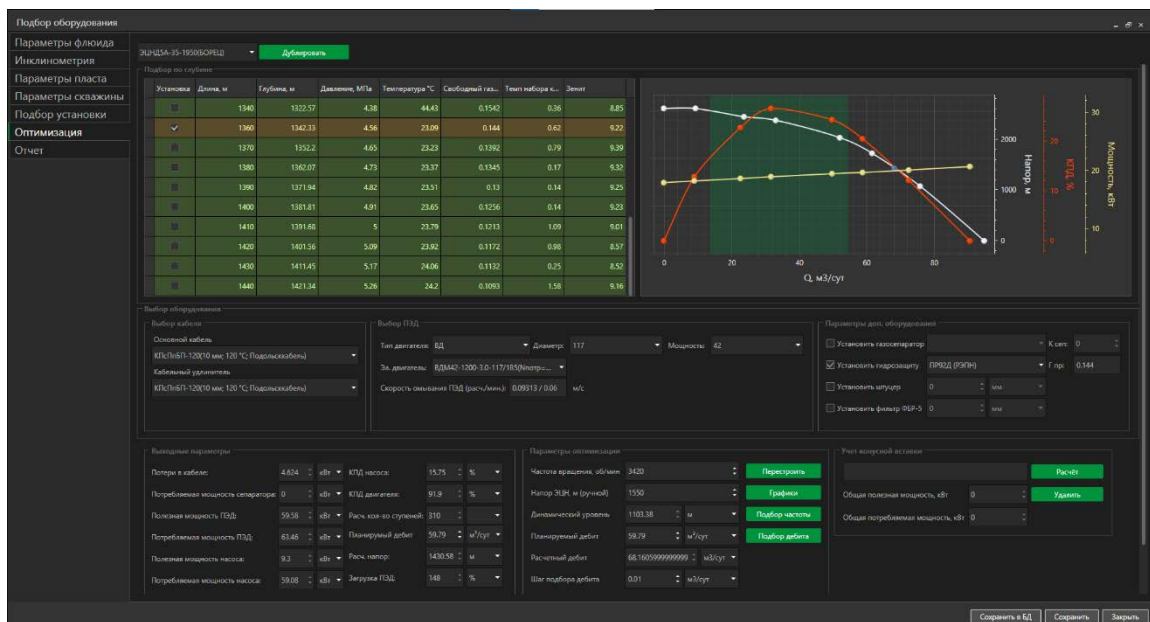 Подбор оборудования
Параметры флюида
Инклинометрия
Параметры пласта
Параметры скважины
Подбор установки
Оптимизация
Отчет
ЭЦНД5А-35-1950(БОРЕЦ) Дублировать
Подбор по глубине
Установка Длина, м Глубина, м Давление, МПа Температура °С Свободный газ... Темп набора к... Зенит
1340 1322.57 4.38 44.43 0.1542 0.36 8.85
1360 1342.33 4.56 23.09 0.144 0.62 9.22
1370 1352.2 4.65 23.23 0.1392 0.79 9.39
1380 1362.07 4.73 23.37 0.1345 0.17 9.32
1390 1371.94 4.82 23.51 0.13 0.14 9.25
1400 1381.81 4.91 23.65 0.1256 0.14 9.23
1410 1391.68 5 23.79 0.1213 1.09 9.01
1420 1401.56 5.09 23.92 0.1172 0.98 8.57
1430 1411.45 5.17 24.06 0.1132 0.25 8.52
1440 1421.34 5.26 24.2 0.1093 1.58 9.16
2000
1000
0
Напор, м
20
10
0
КПД, %
30
20
10
Мощность, кВт
0 20 40 60 80
Q, м3/сут
Выбор оборудования
Выбор кабеля
Основной кабель
КПсПпБП-120(10 мм; 120 °С; Подольсккабель)
Кабельный удлинитель
КПсПпБП-120(10 мм; 120 °С; Подольсккабель)
Выбор ПЭД
Тип двигателя: ВД Диаметр: 117 Мощность: 42
Эл. двигатель: ВДМ42-1200-3.0-117/1В5(Nпотр=...
Скорость омывания ПЭД (расч./мин.): 0.09313 / 0.06 м/с
Параметры доп. оборудования
Установить газосепаратор К сеп: 0
Установить гидрозащиту ПР92Д (РЭПН) Г пр: 0.144
Установить штуцер 0 мм
Установить фильтр ФБР-5 0 мм
Выходные параметры
Потери в кабеле: 4.624 кВт КПД насоса: 15.75 %
Потребляемая мощность сепаратора: 0 кВт КПД двигателя: 91.9 %
Полезная мощность ПЭД: 59.58 кВт Расч. кол-во ступеней: 310
Потребляемая мощность ПЭД: 63.46 кВт Планируемый дебит 59.79 м³/сут
Полезная мощность насоса: 9.3 кВт Расч. напор: 1430.58 м
Потребляемая мощность насоса: 59.08 кВт Загрузка ПЭД: 148 %
Параметры оптимизации
Частота вращения, об/мин 3420 Перестроить
Напор ЭЦН, м (ручной) 1550 Графики
Динамический уровень 1103.38 м Подбор частоты
Планируемый дебит 59.79 м³/сут Подбор дебита
Расчетный дебит 68.1605999999999 м3/сут
Шаг подбора дебита 0.01 м3/сут
Учет конусной вставки
Расчёт
Общая полезная мощность, кВт 0 Удалить
Общая потребляемая мощность, кВт 0
Сохранить в БД Сохранить Закрыть